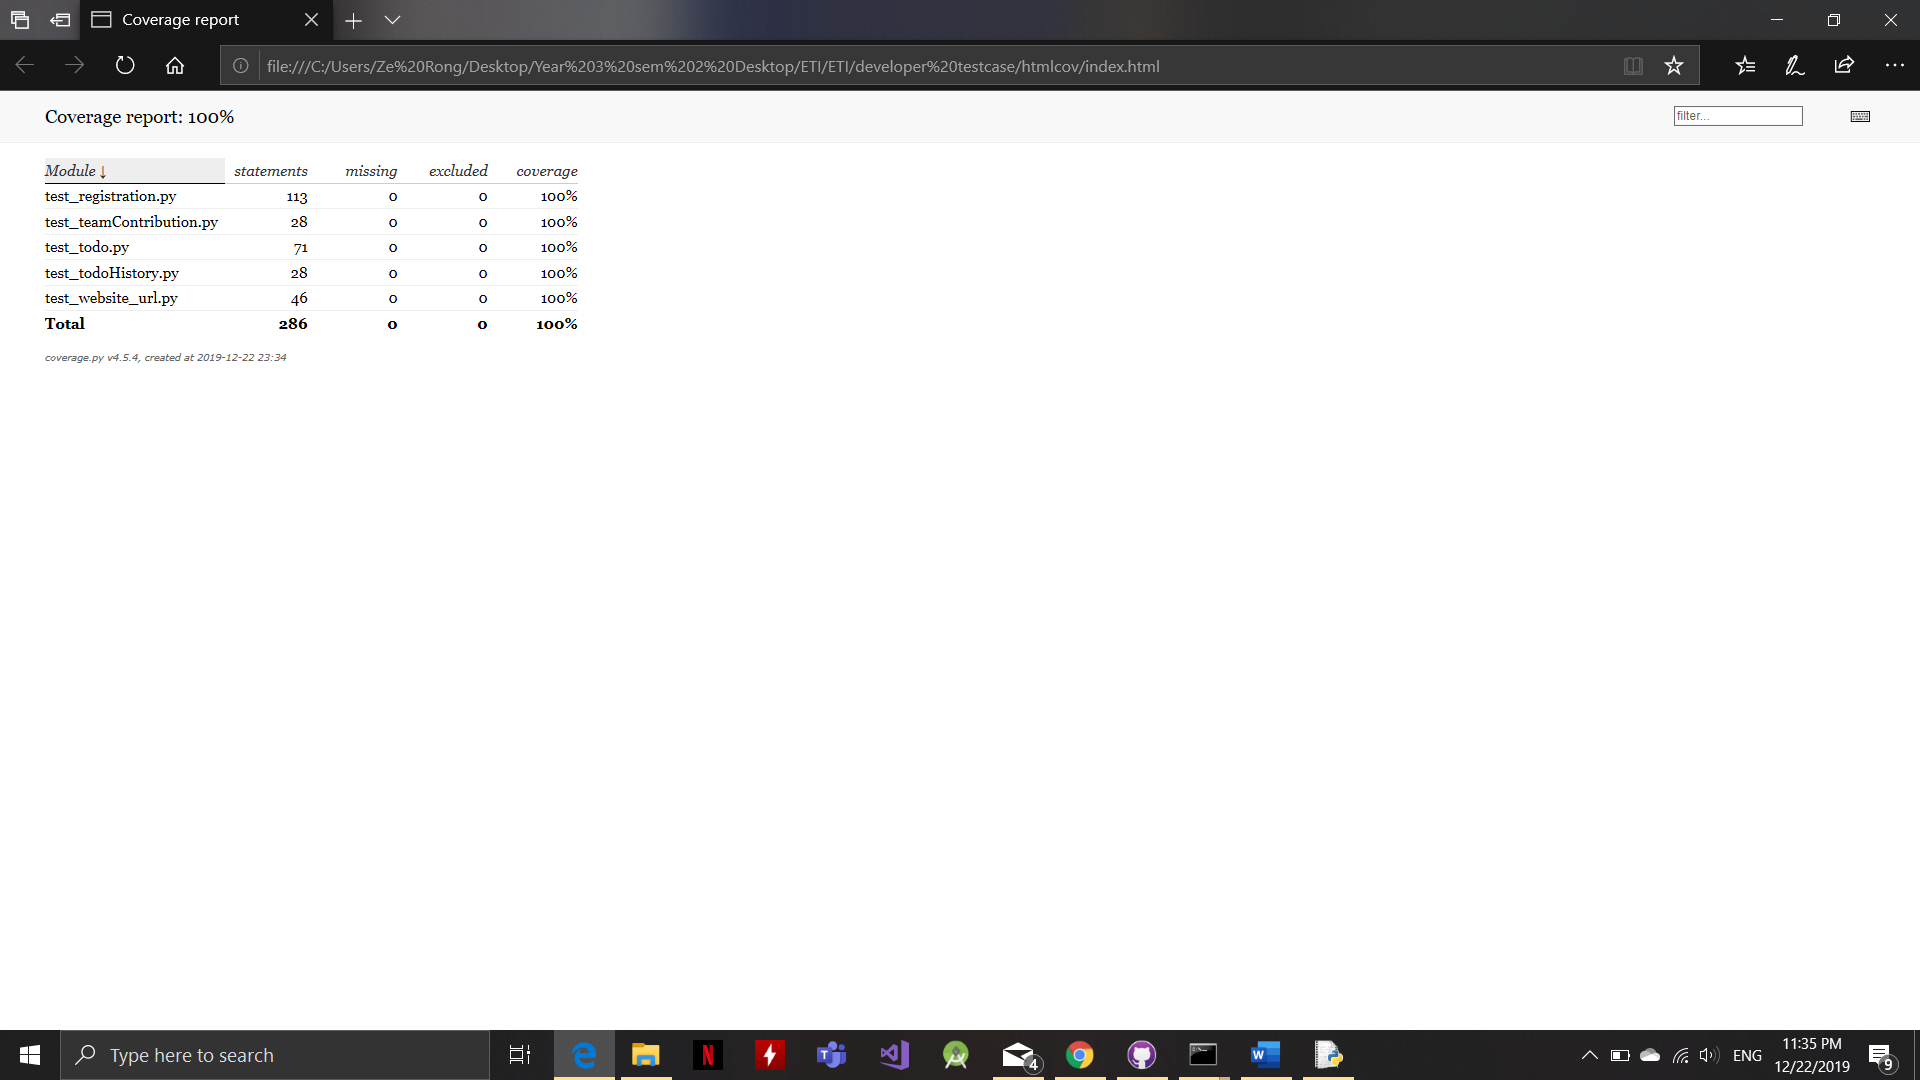 Coverage report
file:///C:/Users/Ze%20Rong/Desktop/Year%203%20sem%202%20Desktop/ETI/ETI/developer%20testcase/htmlcov/index.html
Coverage report: 100%
filter...
Module ↓ statements missing excluded coverage
test_registration.py 113 0 0 100%
test_teamContribution.py 28 0 0 100%
test_todo.py 71 0 0 100%
test_todoHistory.py 28 0 0 100%
test_website_url.py 46 0 0 100%
Total 286 0 0 100%
coverage.py v4.5.4, created at 2019-12-22 23:34
Type here to search
4
ENG
11:35 PM
12/22/2019
9